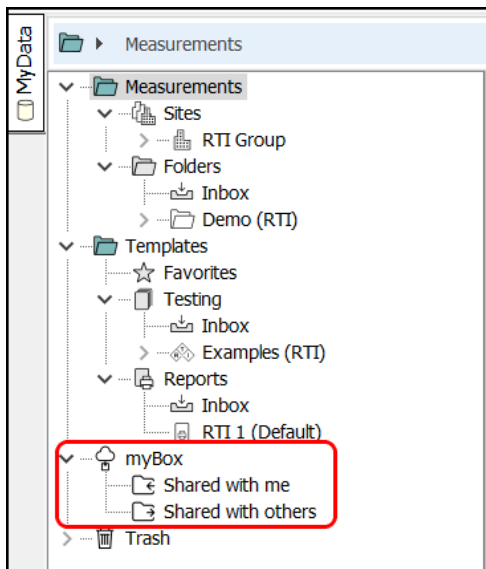 MyData
Measurements
Measurements
Sites
RTI Group
Folders
Inbox
Demo (RTI)
Templates
Favorites
Testing
Inbox
Examples (RTI)
Reports
Inbox
RTI 1 (Default)
myBox
Shared with me
Shared with others
Trash